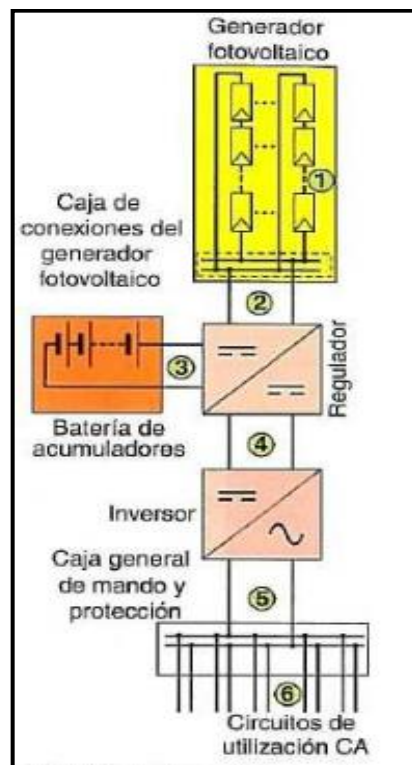 Generador
fotovoltaico
1
Caja de
conexiones del
generador
fotovoltaico
2
3
Regulador
Batería de
acumuladores
4
Inversor
Caja general
de mando y
protección
5
6
Circuitos de
utilización CA